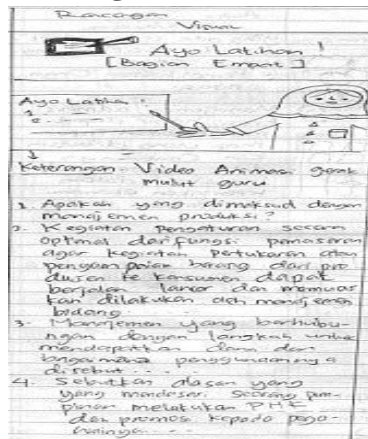 Rancangan
Visual
Ayo Latihan !
[Bagian Empat]
Ayo Latihan !
Keterangan Video Animasi gerak
mulut guru
1. Apakah yang dimaksud dengan
manajemen produksi ?
2. Kegiatan Pengaturan secara
optimal dari fungsi pemasaran
agar kegiatan pertukaran atau
penyampaian barang dari pro
dusen ke konsumen dapat
berjalan lancar dan memuas
kan dilakukan oleh manajemen
bidang ...
3. Manajemen yang berhubu-
ngan dengan langkah untuk
mendapatkan dana dan
bagaimana penggunaannya
disebut ...
4. Sebutkan alasan yang
yang mendasari seorang pim-
pinan melakukan PHK
dan promosi kepada pega-
wainya ...